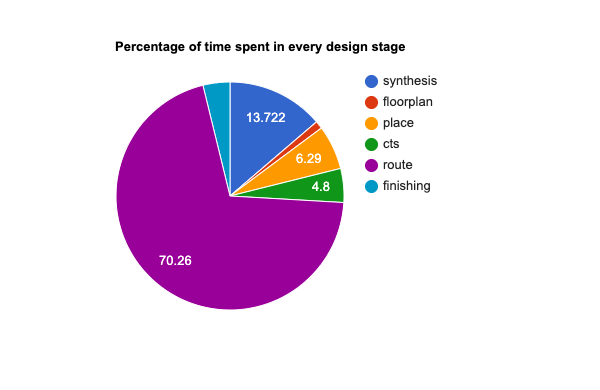 Percentage of time spent in every design stage
synthesis
floorplan
place
cts
route
finishing
13.722
6.29
4.8
70.26